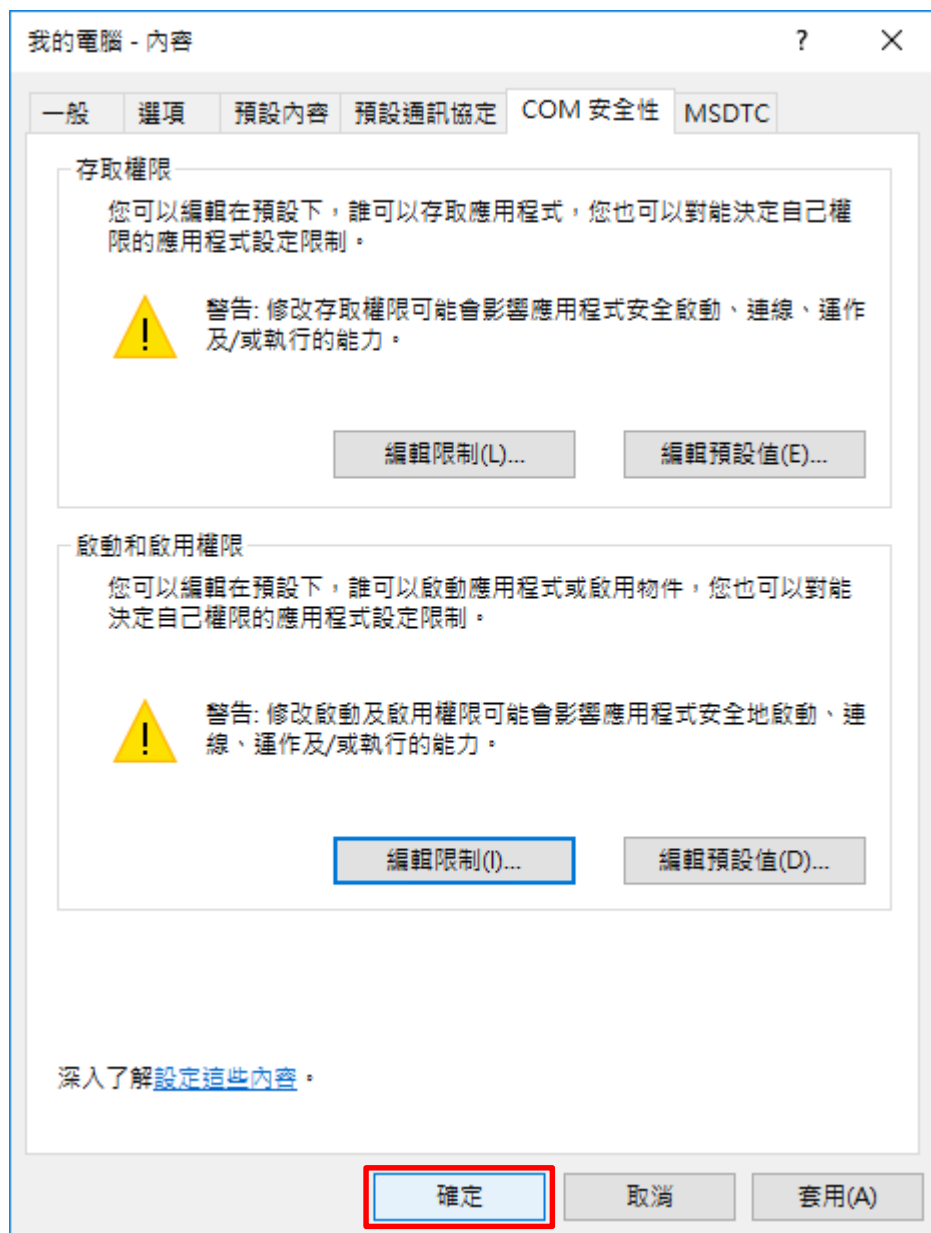 我的電腦 - 內容
?
一般 選項 預設內容 預設通訊協定 COM 安全性 MSDTC
存取權限
您可以編輯在預設下，誰可以存取應用程式，您也可以對能決定自己權
限的應用程式設定限制。
警告: 修改存取權限可能會影響應用程式安全啟動、連線、運作
及/或執行的能力。
編輯限制(L)... 編輯預設值(E)...
啟動和啟用權限
您可以編輯在預設下，誰可以啟動應用程式或啟用物件，您也可以對能
決定自己權限的應用程式設定限制。
警告: 修改啟動及啟用權限可能會影響應用程式安全地啟動、連
線、運作及/或執行的能力。
編輯限制(I)... 編輯預設值(D)...
深入了解設定這些內容。
確定 取消 套用(A)